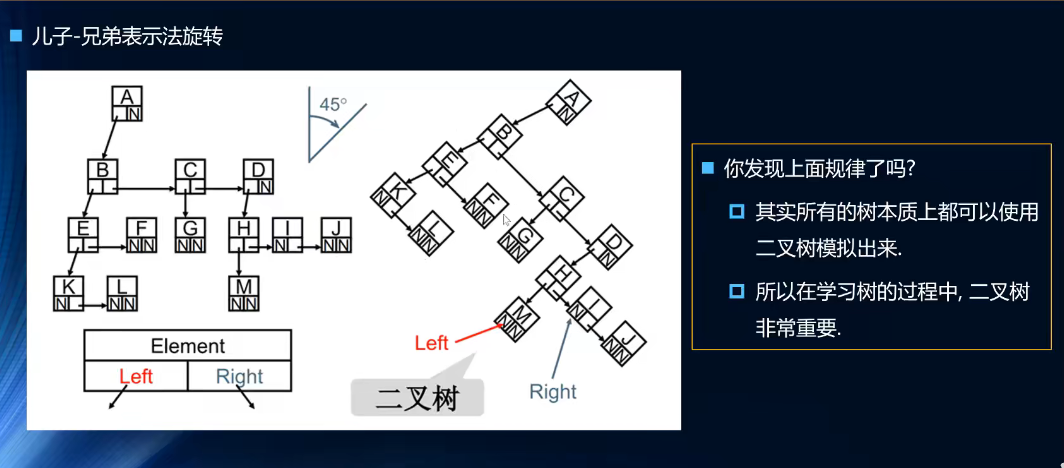 儿子-兄弟表示法旋转
A
N
45°
B C D
N
E F G H I J
NN NN N NN
K L M
N NN NN
Element
Left Right
A
N
B
E
K
N
L
NN
F
NN
C
G
NN
D
N
H
M
NN
I
N
J
NN
Left
Right
二叉树
你发现上面规律了吗?
其实所有的树本质上都可以使用
二叉树模拟出来.
所以在学习树的过程中, 二叉树
非常重要.